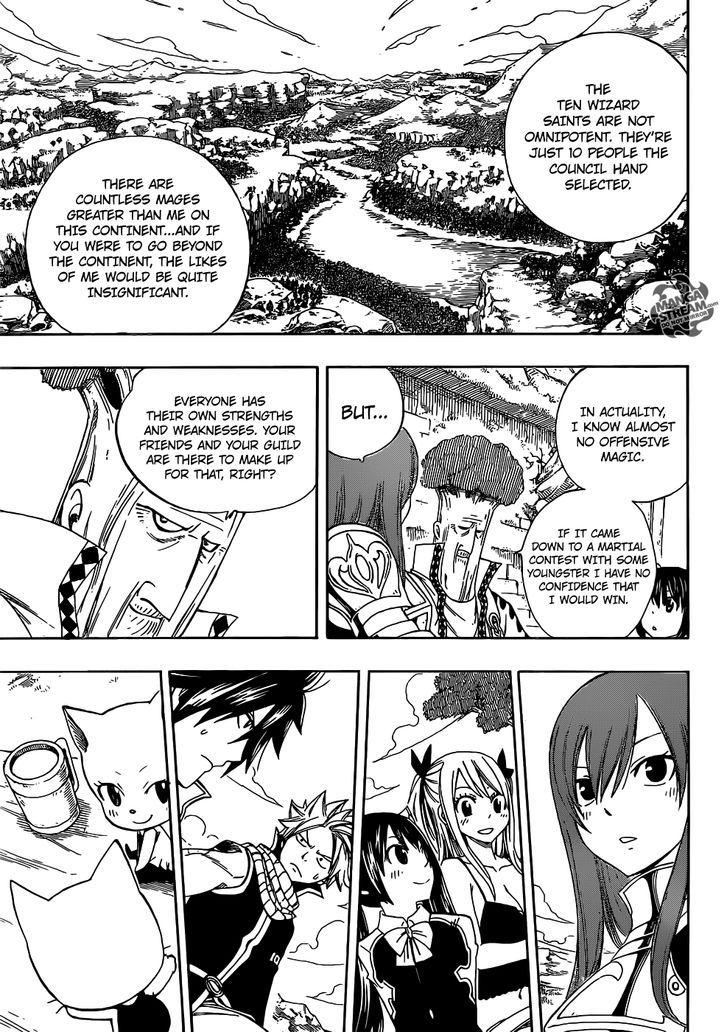 THE
TEN WIZARD
SAINTS ARE NOT
OMNIPOTENT. THEY'RE
JUST 10 PEOPLE THE
COUNCIL HAND
SELECTED.
THERE ARE
COUNTLESS MAGES
GREATER THAN ME ON
THIS CONTINENT...AND IF
YOU WERE TO GO BEYOND
THE CONTINENT, THE LIKES
OF ME WOULD BE QUITE
INSIGNIFICANT.
MANGA
STREAM.com
IN ACTUALITY,
I KNOW ALMOST
NO OFFENSIVE
MAGIC.
IF IT CAME
DOWN TO A MARTIAL
CONTEST WITH SOME
YOUNGSTER I HAVE NO
CONFIDENCE THAT
I WOULD WIN.
BUT...
EVERYONE HAS
THEIR OWN STRENGTHS
AND WEAKNESSES. YOUR
FRIENDS AND YOUR GUILD
ARE THERE TO MAKE UP
FOR THAT, RIGHT?